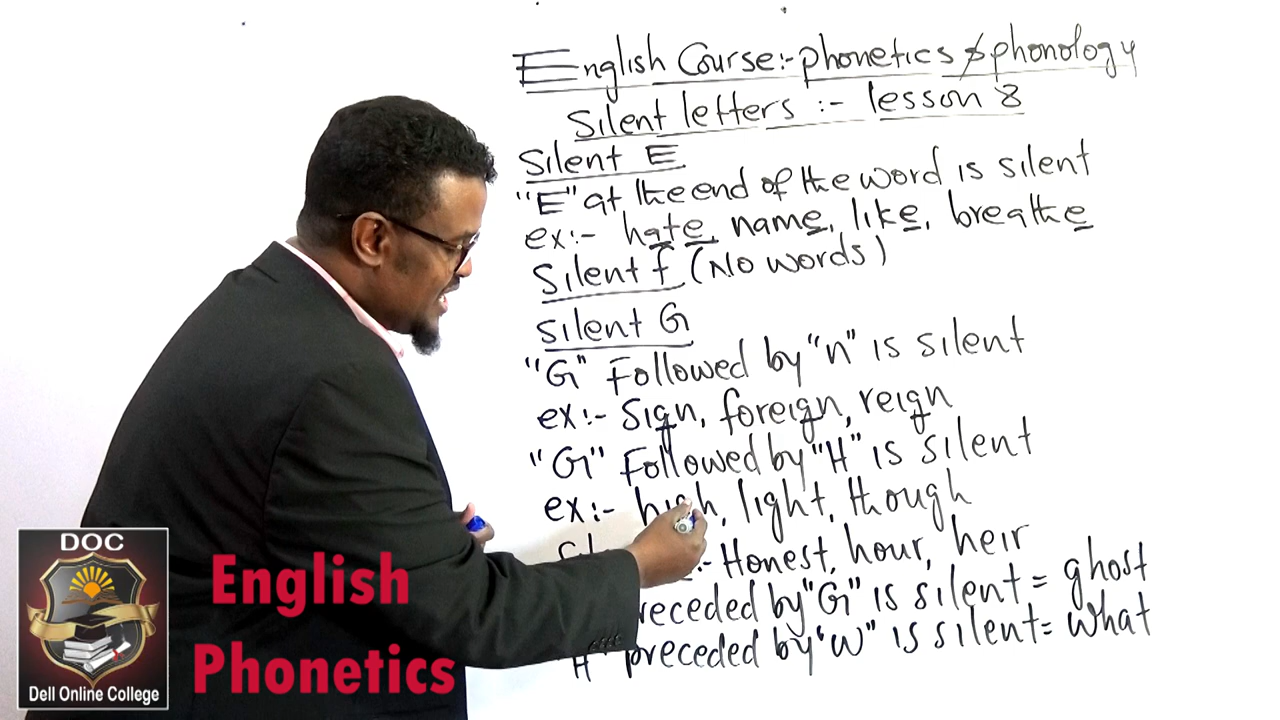 English Course:- phonetics & phonology
Silent letters :- lesson 8
Silent E
"E" at the end of the word is silent
ex:- hate, name, like, breathe
Silent f (No words)
Silent G
"G" Followed by "n" is silent
ex:- Sign, foreign, reign
"G" Followed by "H" is silent
ex:- high, light, though
:- Honest, hour, heir
preceded by "G" is silent = ghost
"H" preceded by "W" is silent = what
DOC
Dell Online College
English
Phonetics